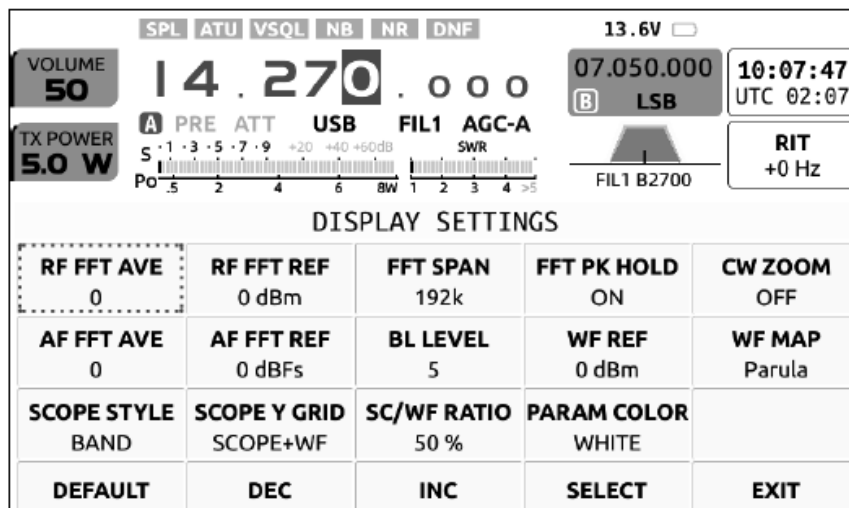 SPL ATU VSQL NB NR DNF 13.6V
VOLUME
50
14.270.000
07.050.000
B LSB
10:07:47
UTC 02:07
TX POWER
5.0 W
A PRE ATT USB FIL1 AGC-A
S ·1 ·3 ·5 ·7 ·9 +20 +40 +60dB SWR
Po .5 2 4 6 8W 1 2 3 4 >5
FIL1 B2700
RIT
+0 Hz
DISPLAY SETTINGS
RF FFT AVE RF FFT REF FFT SPAN FFT PK HOLD CW ZOOM
0 0 dBm 192k ON OFF
AF FFT AVE AF FFT REF BL LEVEL WF REF WF MAP
0 0 dBFs 5 0 dBm Parula
SCOPE STYLE SCOPE Y GRID SC/WF RATIO PARAM COLOR
BAND SCOPE+WF 50 % WHITE
DEFAULT DEC INC SELECT EXIT